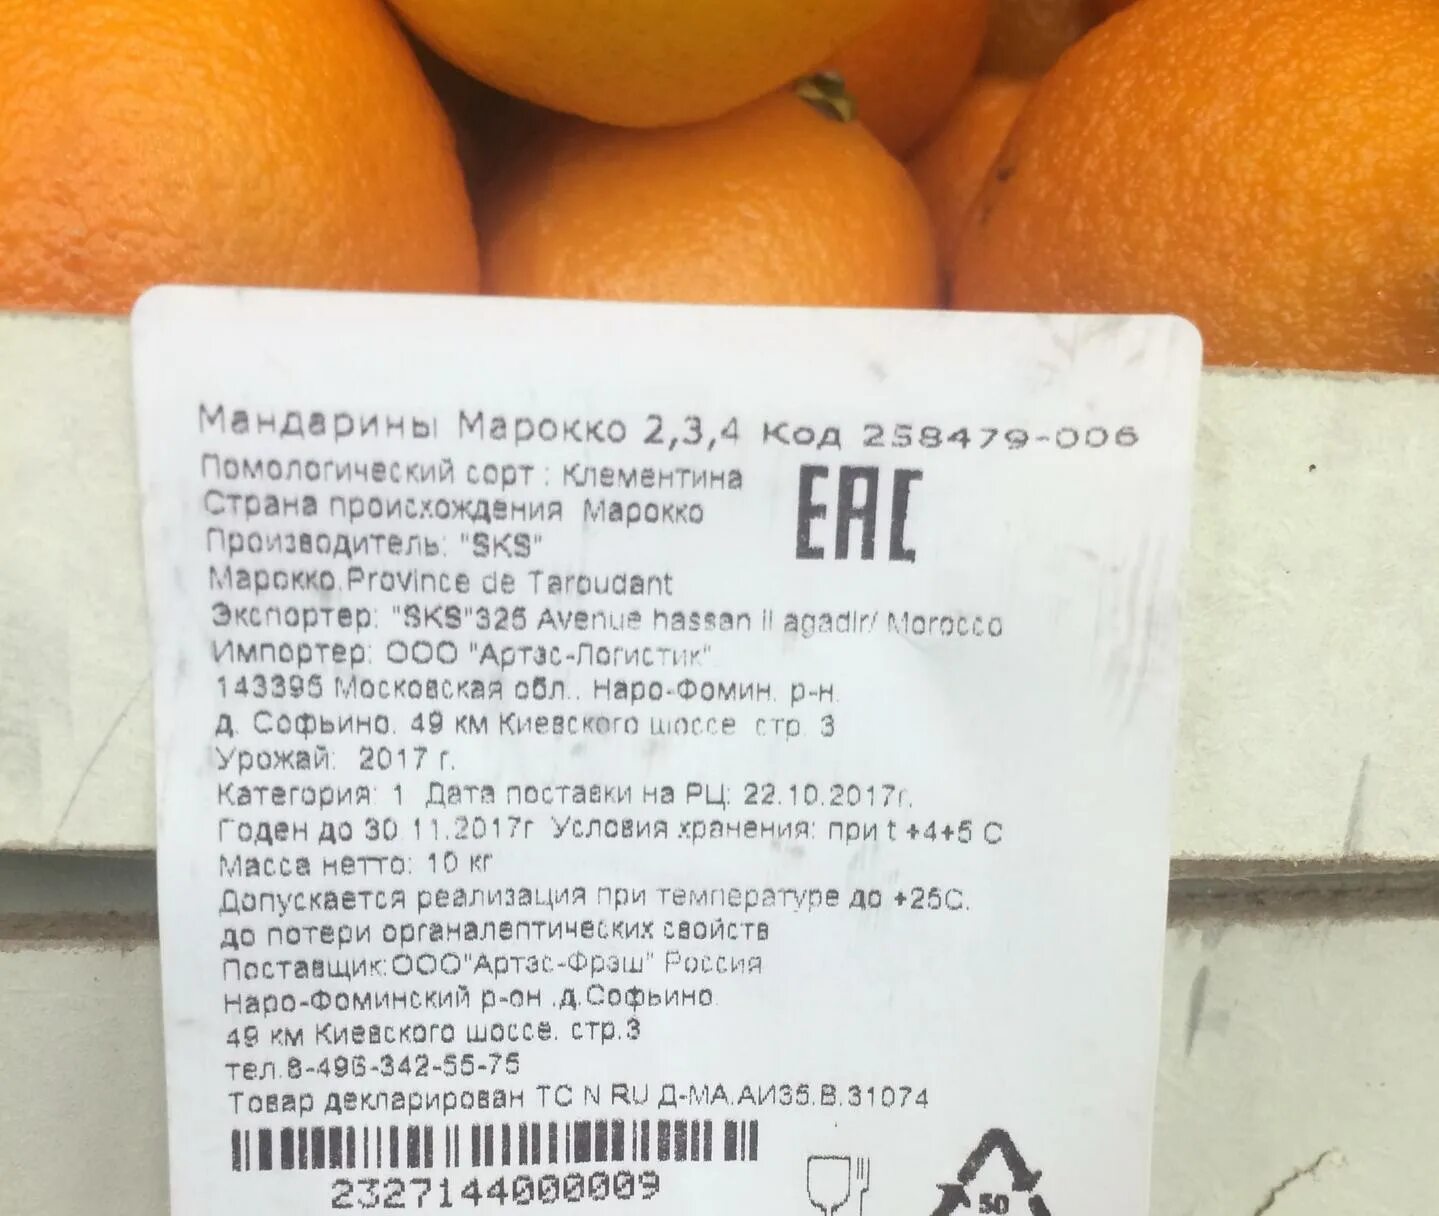 Мандарины Марокко 2,3,4 Код 258479-006
Помологический сорт : Клементина
EAC
Страна происхождения Марокко
Производитель: "SKS"
Марокко.Province de Taroudant
Экспортер: "SKS"325 Avenue hassan ii agadir/ Morocco
Импортер: ООО "Артэс-Логистик"
143395 Московская обл., Наро-Фомин. р-н.
д. Софьино. 49 км Киевского шоссе стр. 3
Урожай: 2017 г.
Категория: 1 Дата поставки на РЦ: 22.10.2017г.
Годен до 30.11.2017г Условия хранения: при t +4+5 С
Масса нетто: 10 кг
Допускается реализация при температуре до +25С.
до потери органалептических свойств
Поставщик:ООО"Артэс-Фрэш" Россия
Наро-Фоминский р-он .д.Софьино
49 км Киевского шоссе. стр.3
тел.8-496-342-55-75
Товар декларирован ТС N RU Д-МА.АИ35.В.31074
2327144000009
50